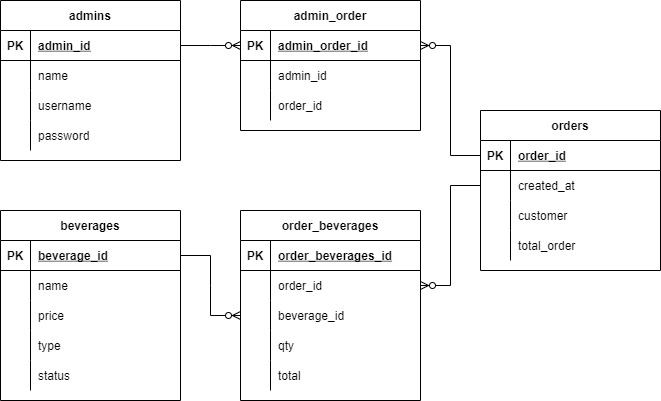 admins
PK admin_id
name
username
password
admin_order
PK admin_order_id
admin_id
order_id
orders
PK order_id
created_at
customer
total_order
beverages
PK beverage_id
name
price
type
status
order_beverages
PK order_beverages_id
order_id
beverage_id
qty
total